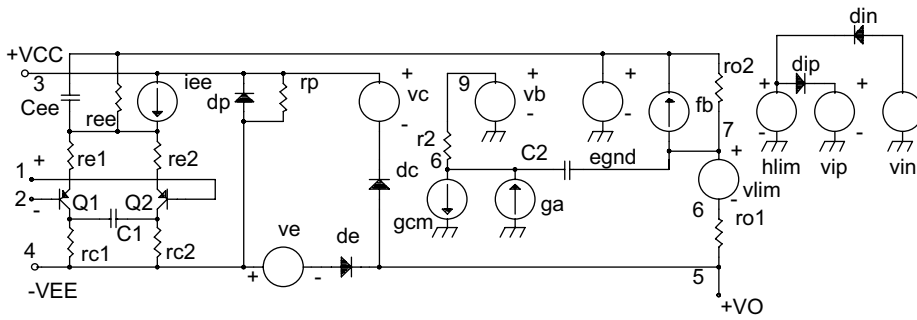 +VCC
3
Cee
ree
iee
dp
rp
+
vc
-
9
+
vb
-
+
-
fb
ro2
din
dip
+
-
hlim
+
-
vip
+
-
vin
re1
re2
r2
6
C2
egnd
7
+
vlim
-
1
+
2
-
Q1
Q2
dc
gcm
ga
6
ro1
C1
4
rc1
rc2
ve
+
-
de
5
-VEE
+VO